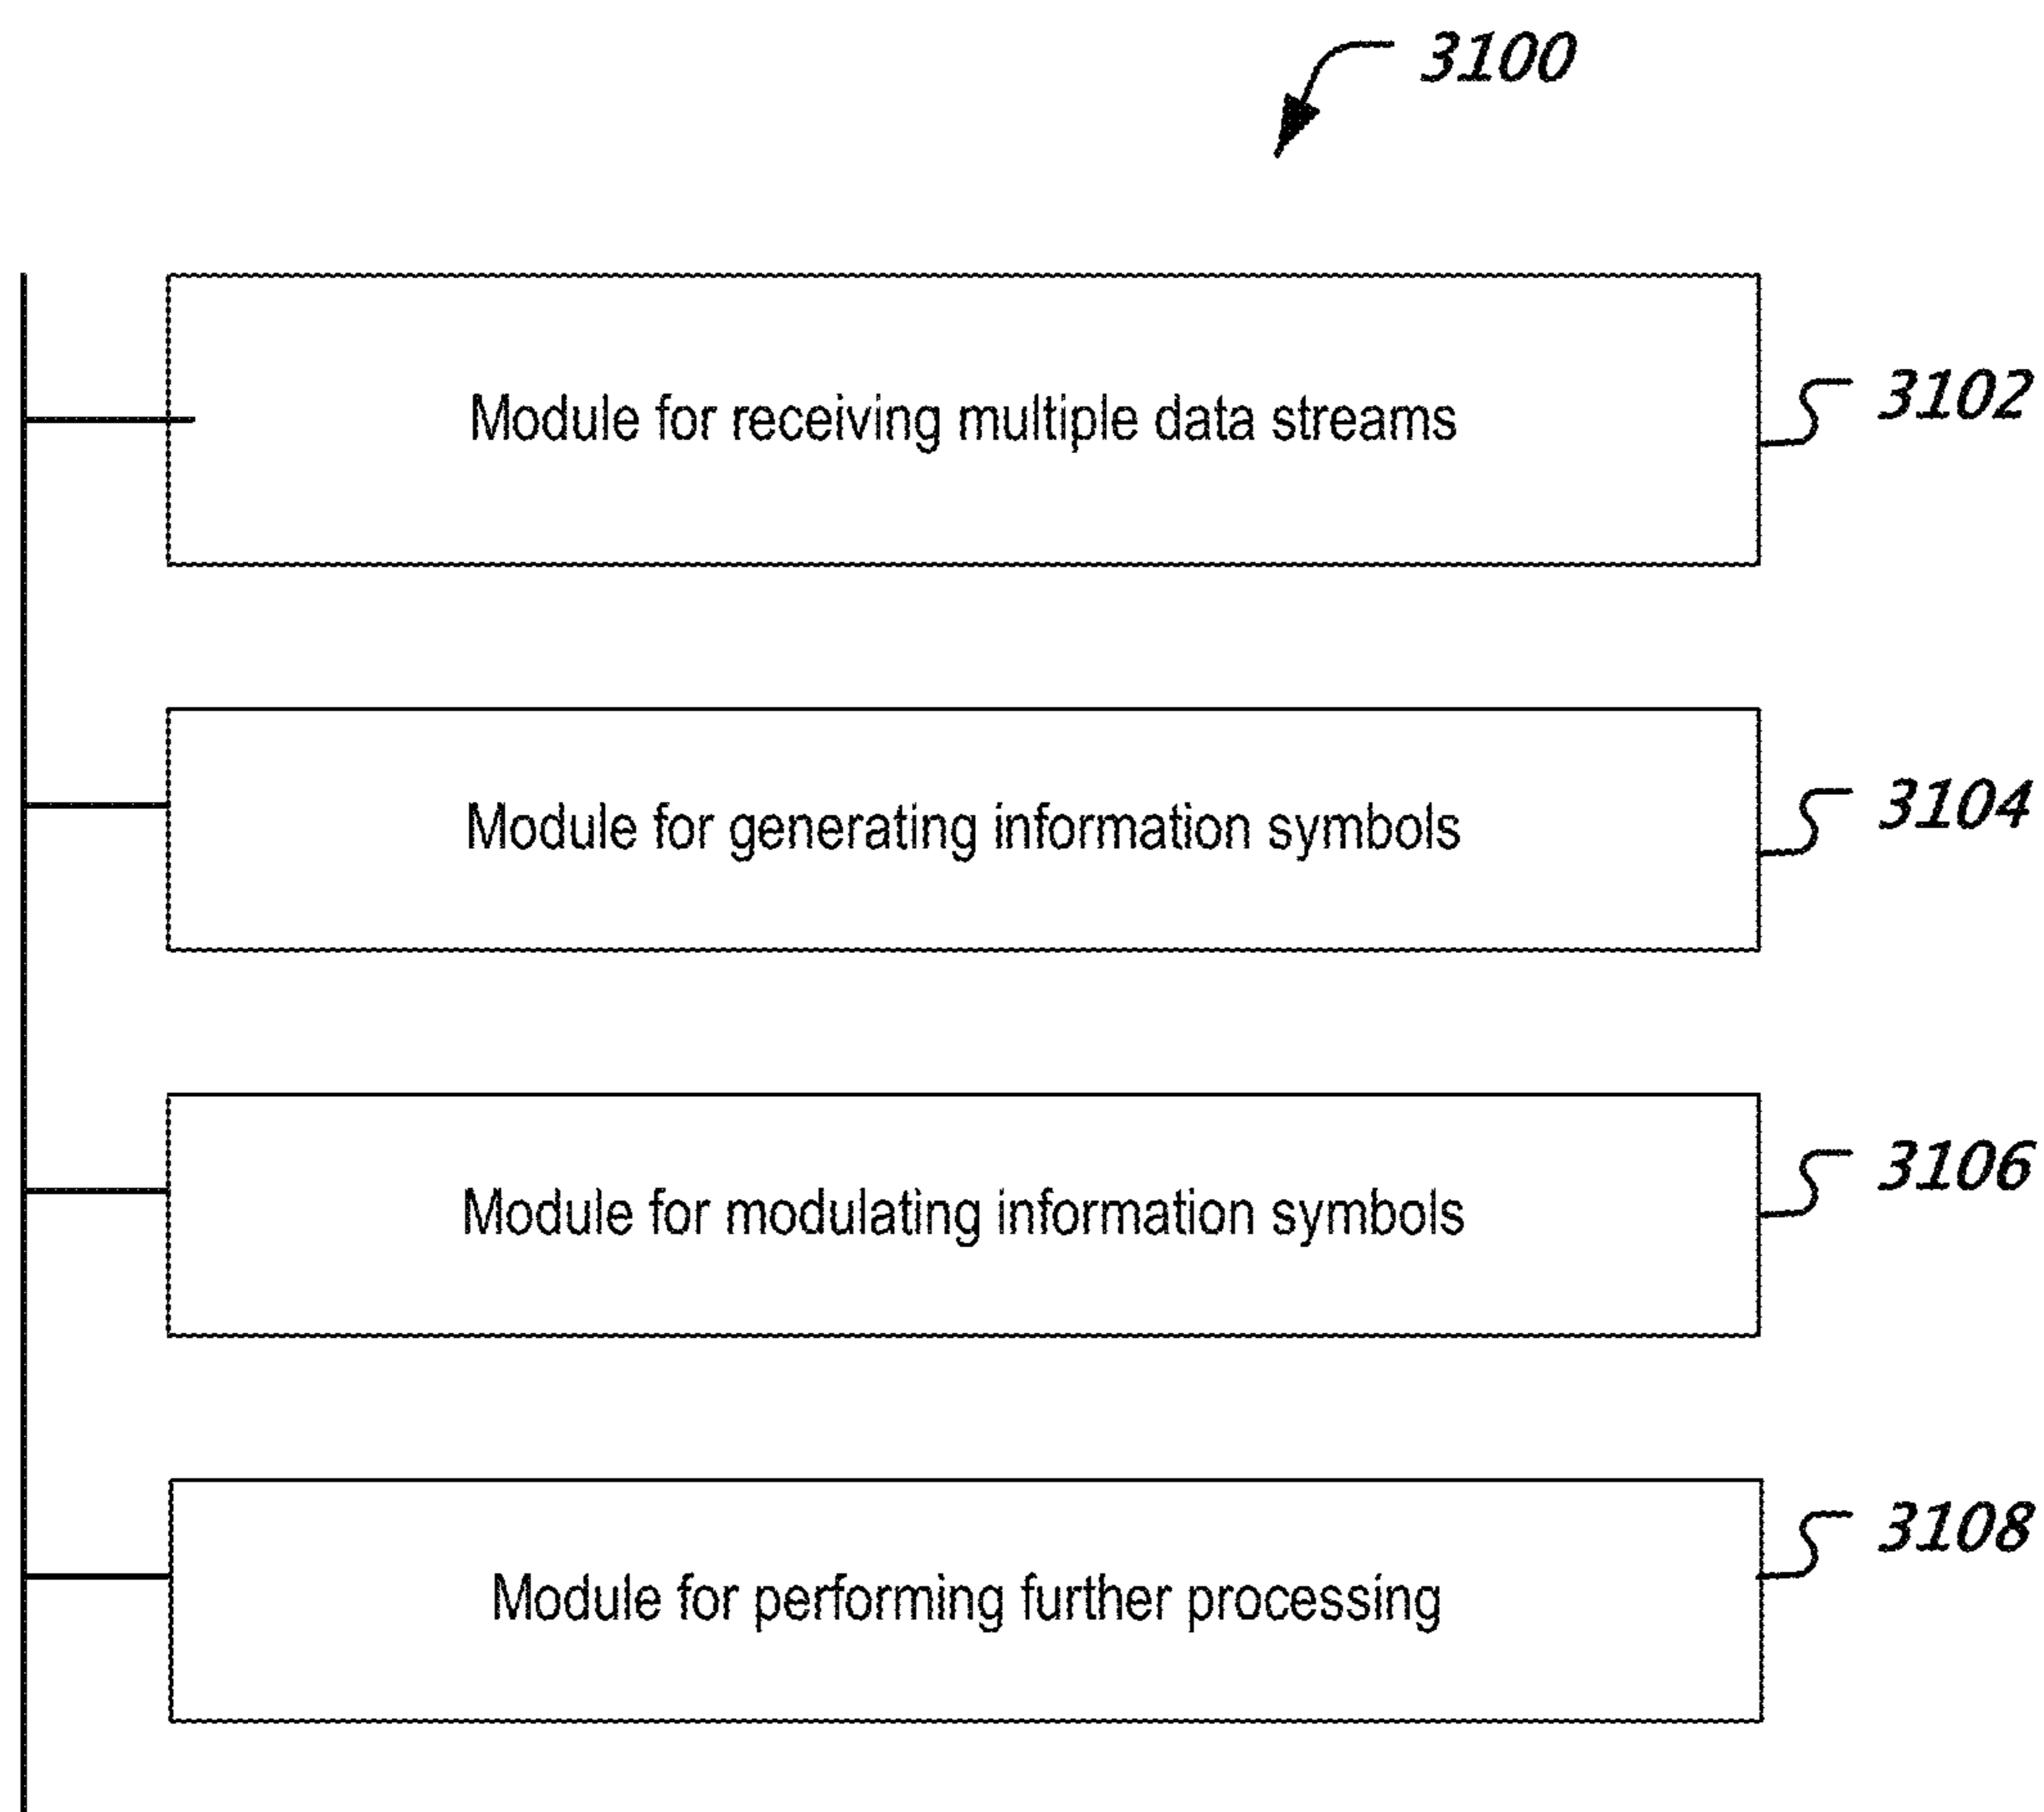 3100
Module for receiving multiple data streams
3102
Module for generating information symbols
3104
Module for modulating information symbols
3106
Module for performing further processing
3108